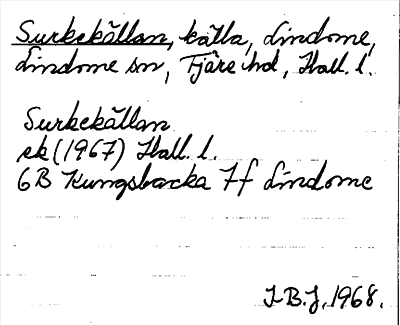 Surkekällan, källa, Lindome,
Lindome sn, Fjäre hd, Hall. l.
Surkekällan
ek (1967) Hall. l.
6B Kungsbacka 7f Lindome
I.B.J. 1968.